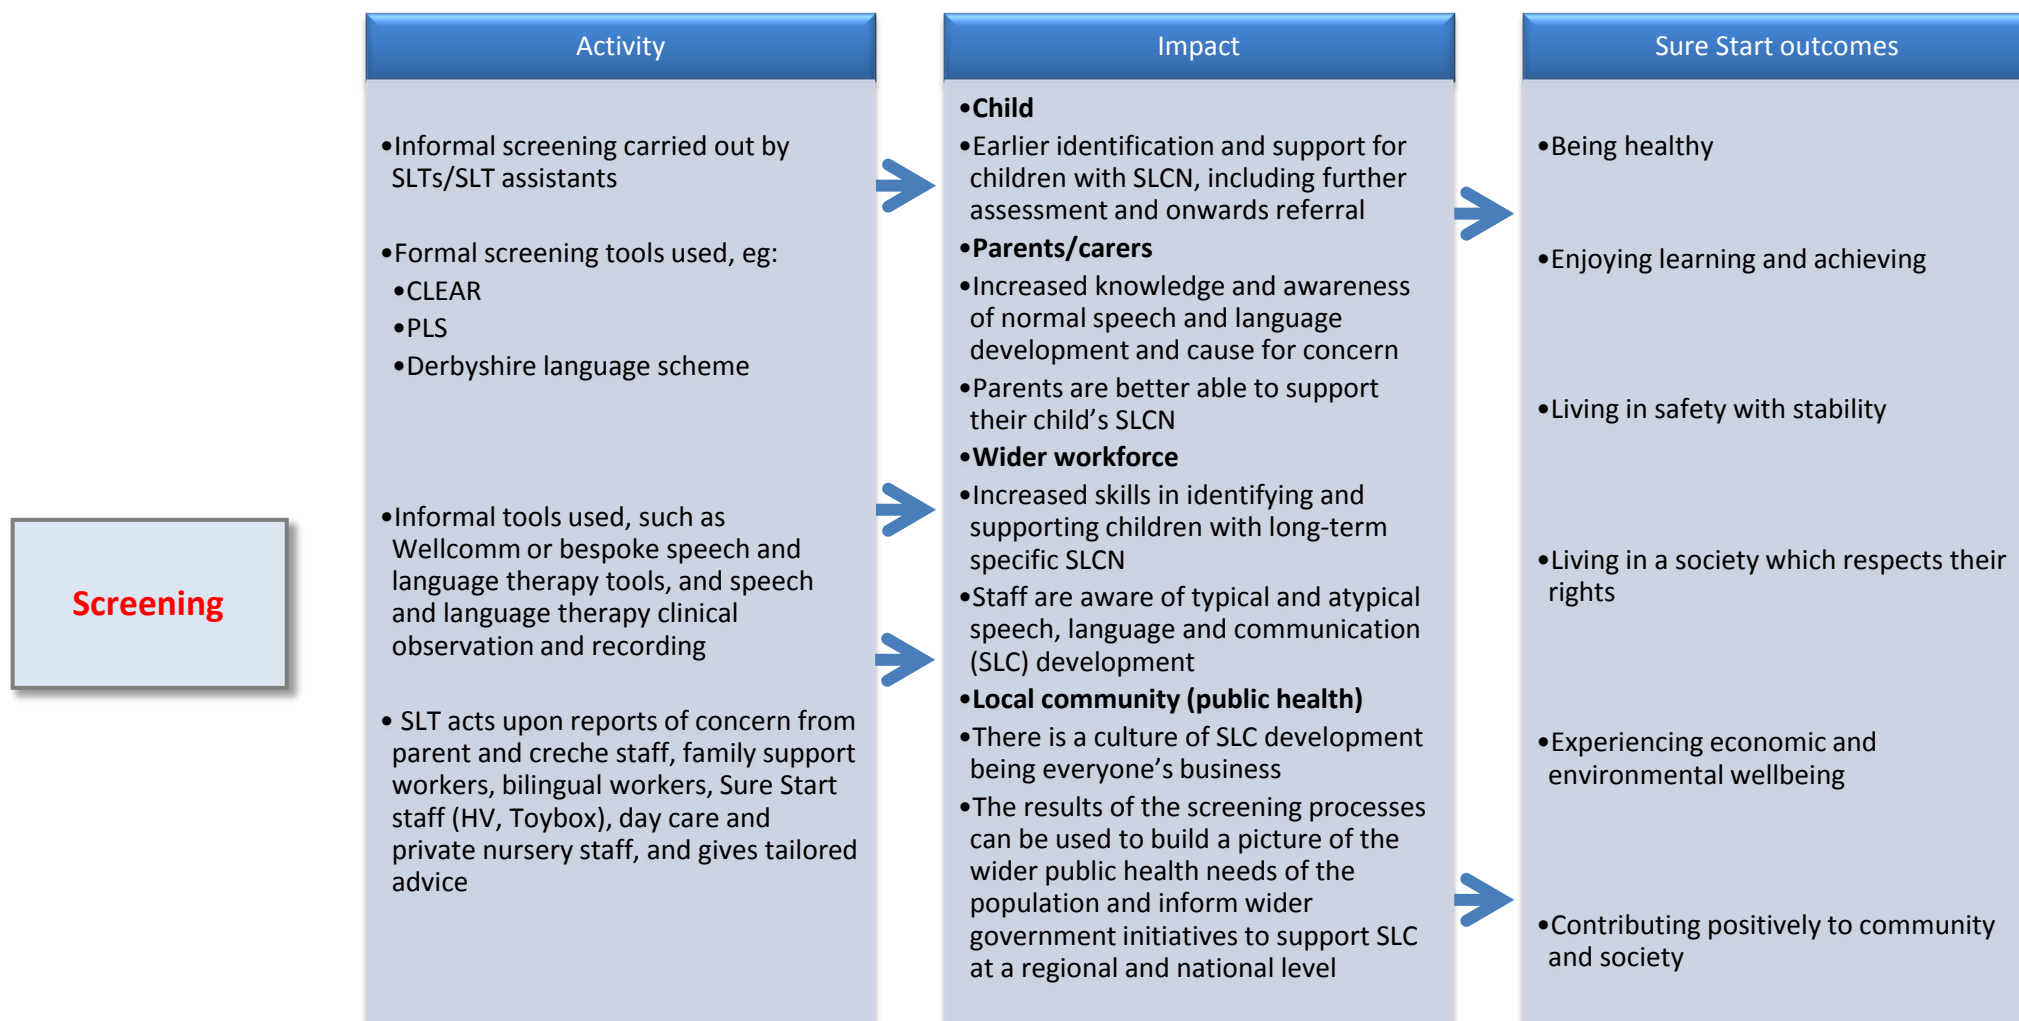 Screening
Activity
•Informal screening carried out by
SLTs/SLT assistants
•Formal screening tools used, eg:
•CLEAR
•PLS
•Derbyshire language scheme
•Informal tools used, such as
Wellcomm or bespoke speech and
language therapy tools, and speech
and language therapy clinical
observation and recording
• SLT acts upon reports of concern from
parent and creche staff, family support
workers, bilingual workers, Sure Start
staff (HV, Toybox), day care and
private nursery staff, and gives tailored
advice
Impact
•Child
•Earlier identification and support for
children with SLCN, including further
assessment and onwards referral
•Parents/carers
•Increased knowledge and awareness
of normal speech and language
development and cause for concern
•Parents are better able to support
their child’s SLCN
•Wider workforce
•Increased skills in identifying and
supporting children with long-term
specific SLCN
•Staff are aware of typical and atypical
speech, language and communication
(SLC) development
•Local community (public health)
•There is a culture of SLC development
being everyone’s business
•The results of the screening processes
can be used to build a picture of the
wider public health needs of the
population and inform wider
government initiatives to support SLC
at a regional and national level
Sure Start outcomes
•Being healthy
•Enjoying learning and achieving
•Living in safety with stability
•Living in a society which respects their
rights
•Experiencing economic and
environmental wellbeing
•Contributing positively to community
and society